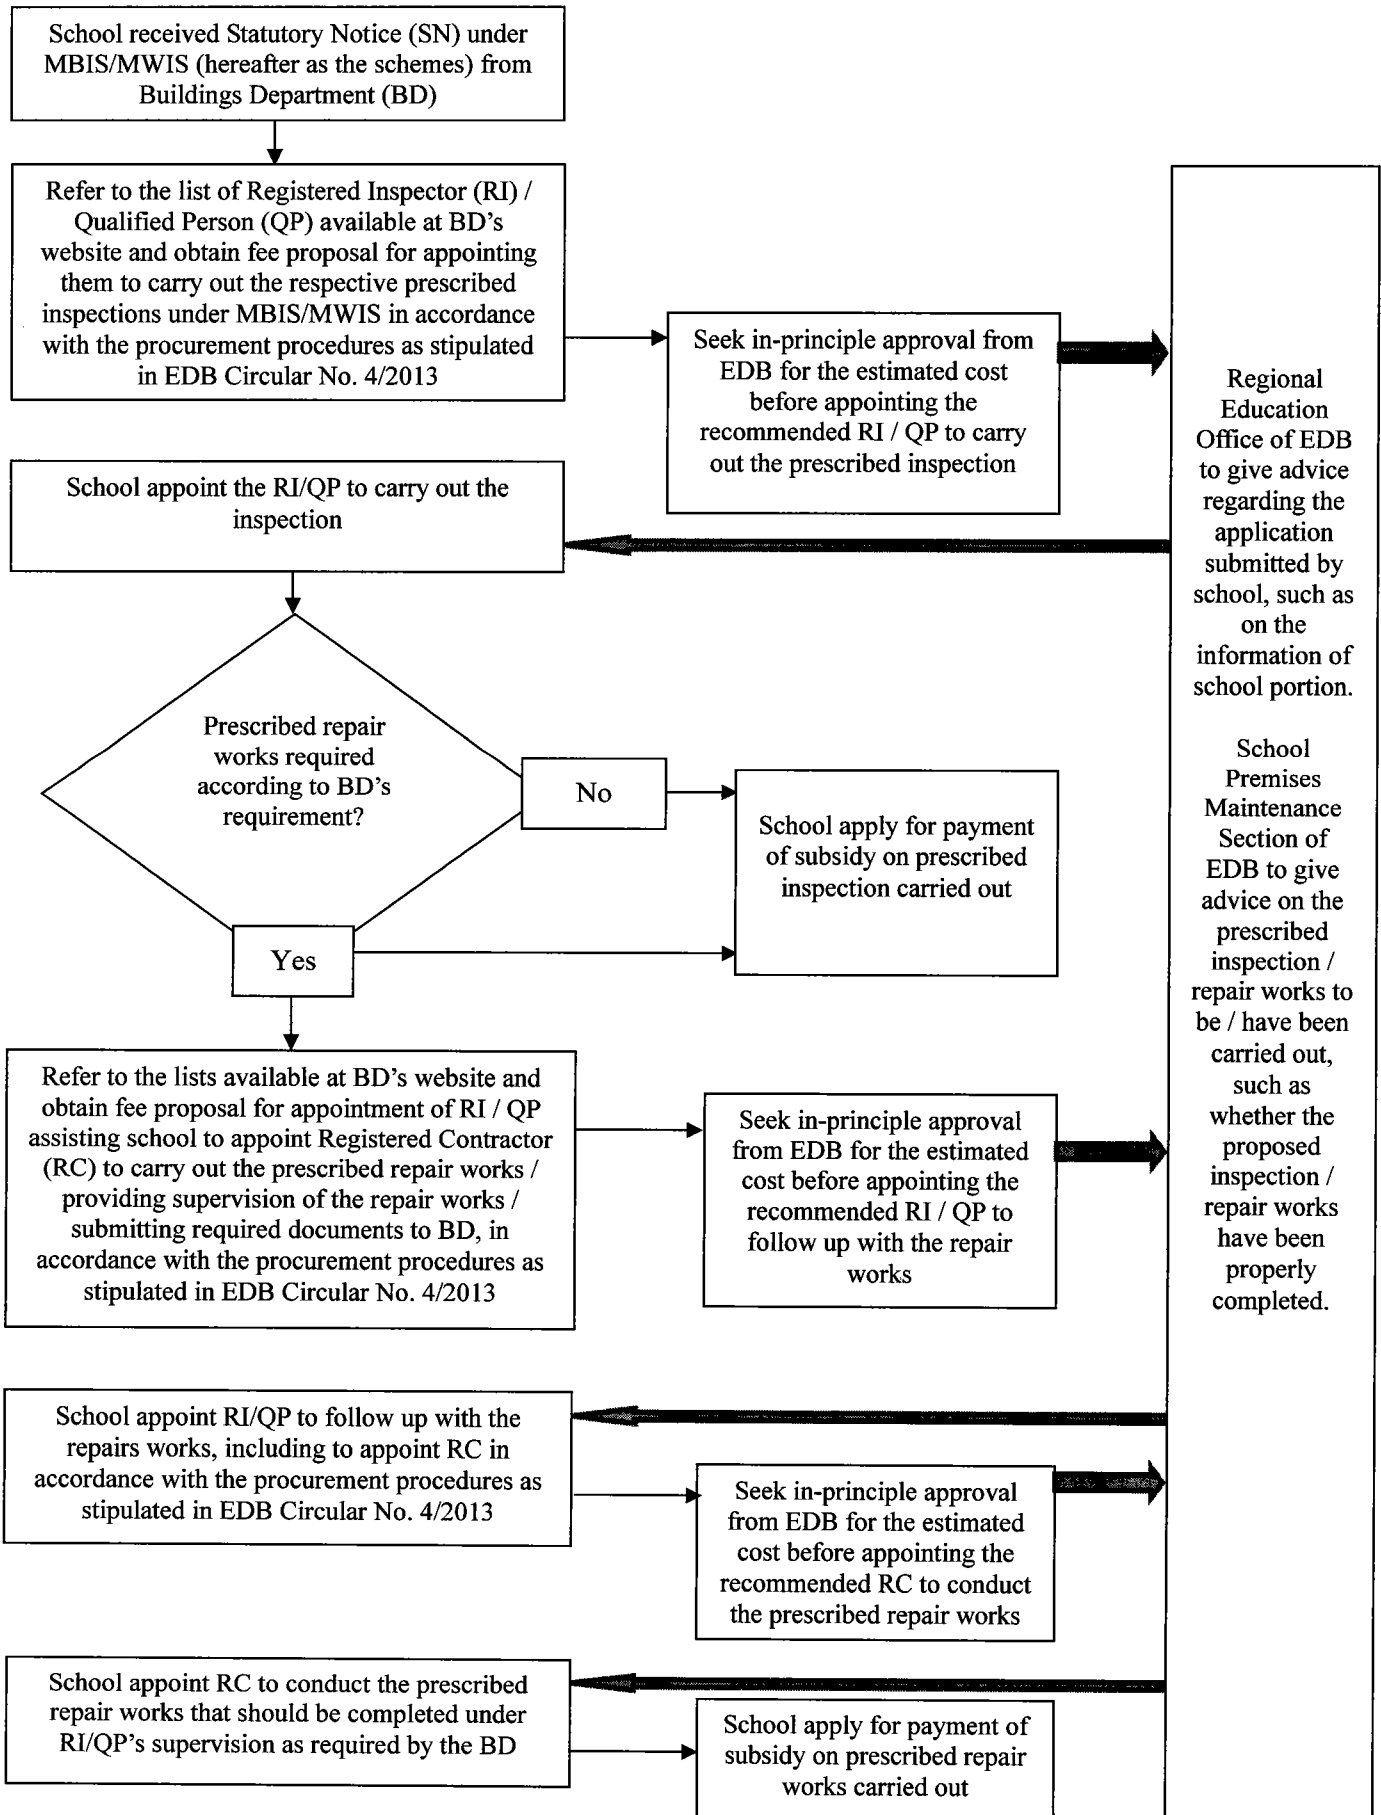 School received Statutory Notice (SN) under
MBIS/MWIS (hereafter as the schemes) from
Buildings Department (BD)
Refer to the list of Registered Inspector (RI) /
Qualified Person (QP) available at BD's
website and obtain fee proposal for appointing
them to carry out the respective prescribed
inspections under MBIS/MWIS in accordance
with the procurement procedures as stipulated
in EDB Circular No. 4/2013
Seek in-principle approval from
EDB for the estimated cost
before appointing the
recommended RI / QP to carry
out the prescribed inspection
School appoint the RI/QP to carry out the
inspection
Prescribed repair
works required
according to BD's
requirement?
No
School apply for payment
of subsidy on prescribed
inspection carried out
Yes
Refer to the lists available at BD's website and
obtain fee proposal for appointment of RI / QP
assisting school to appoint Registered Contractor
(RC) to carry out the prescribed repair works /
providing supervision of the repair works /
submitting required documents to BD, in
accordance with the procurement procedures as
stipulated in EDB Circular No. 4/2013
Seek in-principle approval
from EDB for the estimated
cost before appointing the
recommended RI / QP to
follow up with the repair
works
School appoint RI/QP to follow up with the
repairs works, including to appoint RC in
accordance with the procurement procedures as
stipulated in EDB Circular No. 4/2013
Seek in-principle approval
from EDB for the estimated
cost before appointing the
recommended RC to conduct
the prescribed repair works
School appoint RC to conduct the prescribed
repair works that should be completed under
RI/QP's supervision as required by the BD
School apply for payment of
subsidy on prescribed repair
works carried out
Regional
Education
Office of EDB
to give advice
regarding the
application
submitted by
school, such as
on the
information of
school portion.
School
Premises
Maintenance
Section of
EDB to give
advice on the
prescribed
inspection /
repair works to
be / have been
carried out,
such as
whether the
proposed
inspection /
repair works
have been
properly
completed.